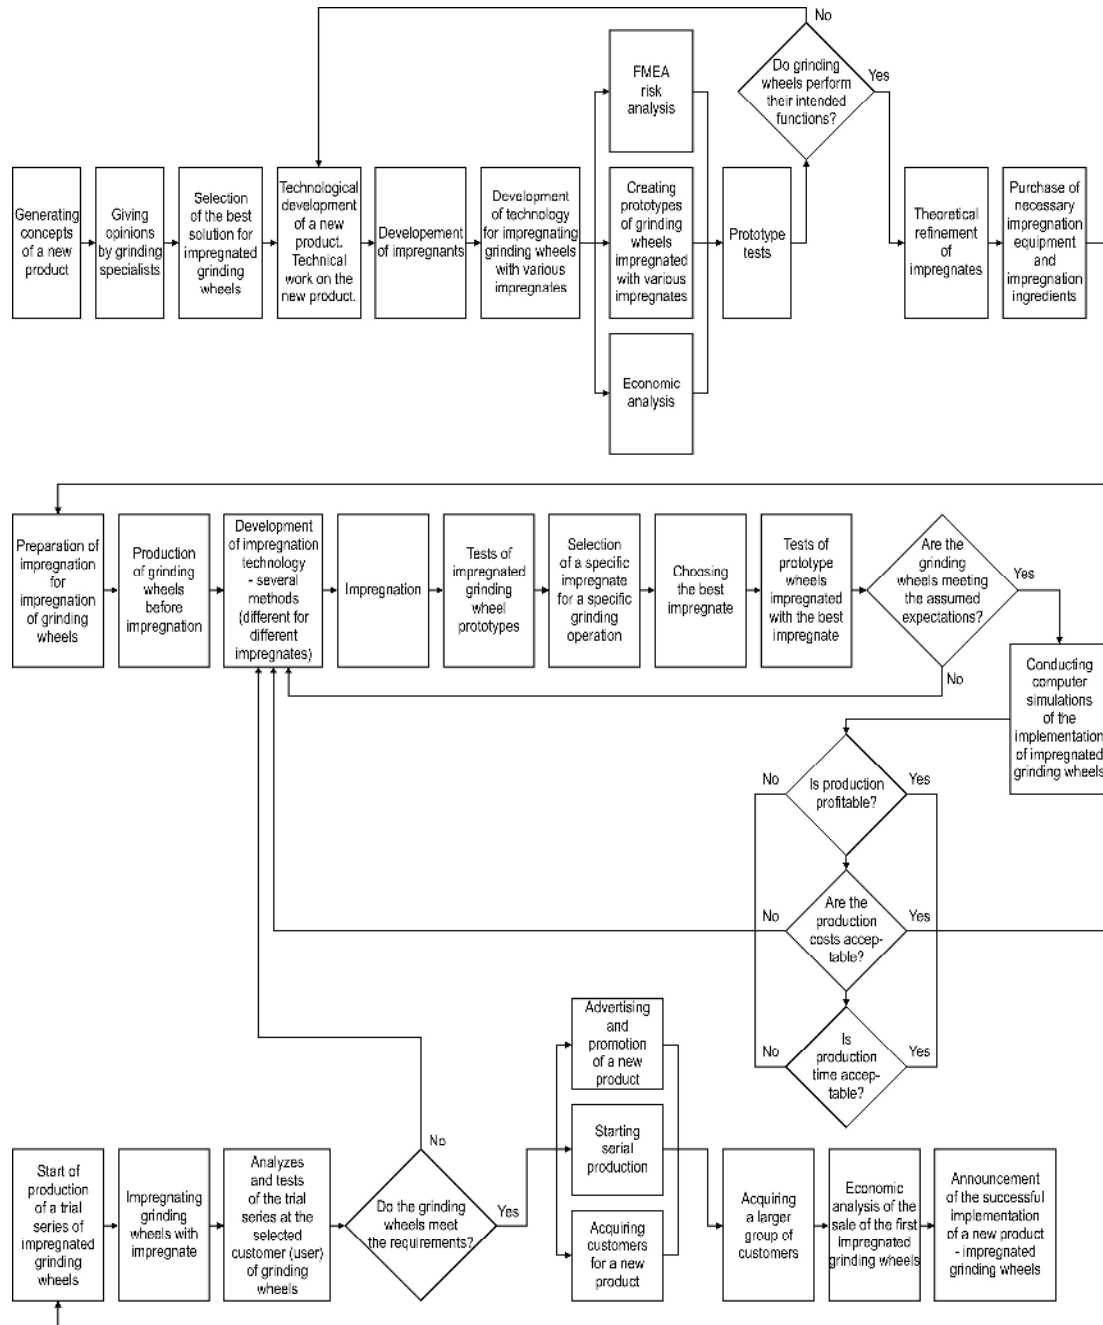 No
Do grinding
wheels perform
their intended
functions?
Yes
FMEA
risk
analysis
Generating
concepts
of a new
product
Giving
opinions
by grinding
specialists
Selection
of the best
solution for
impregnated
grinding
wheels
Technological
development
of a new
product.
Technical
work on the
new product.
Developement
of impregnants
Development
of technology
for impregnating
grinding wheels
with various
impregnates
Creating
prototypes
of grinding
wheels
impregnated
with various
impregnates
Economic
analysis
Prototype
tests
Theoretical
refinement
of
impregnates
Purchase of
necessary
impregnation
equipment
and
impregnation
ingredients
Preparation of
impregnation
for
impregnation
of grinding
wheels
Production
of grinding
wheels
before
impregnation
Development
of impregnation
technology
- several
methods
(different for
different
impregnates)
Impregnation
Tests of
impregnated
grinding
wheel
prototypes
Selection
of a specific
impregnate
for a specific
grinding
operation
Choosing
the best
impregnate
Tests of
prototype
wheels
impregnated
with the best
impregnate
Are the
grinding
wheels meeting
the assumed
expectations?
Yes
No
Conducting
computer
simulations
of the
implementation
of impregnated
grinding wheels
No
Is production
profitable?
Yes
No
Are the
production
costs accep-
table?
Yes
No
Is
production
time accep-
table?
Yes
Start of
production
of a trial
series of
impregnated
grinding
wheels
Impregnating
grinding
wheels with
impregnate
Analyzes
and tests
of the trial
series at the
selected
customer (user)
of grinding
wheels
No
Do the grinding
wheels meet
the requirements?
Yes
Advertising
and
promotion
of a new
product
Starting
serial
production
Acquiring
customers
for a new
product
Acquiring
a larger
group of
customers
Economic
analysis of the
sale of the first
Impregnated
grinding wheels
Announcement
of the successful
implementation
of a new product
- impregnated
grinding wheels